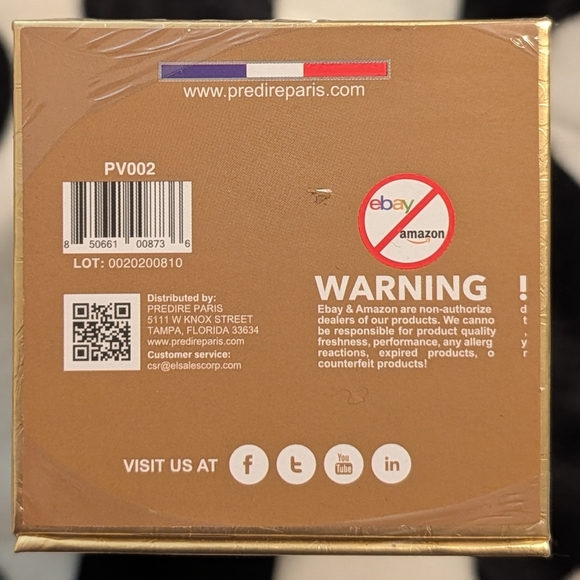 www.predireparis.com
PV002
8 50661 00873 6
LOT: 0020200810
ebay
amazon
WARNING !
Ebay & Amazon are non-authorize d
dealers of our products. We canno t
be responsible for product quality ,
freshness, performance, any allerg y
reactions, expired products, o r
counterfeit products!
Distributed by:
PREDIRE PARIS
5111 W KNOX STREET
TAMPA, FLORIDA 33634
www.predireparis.com
Customer service:
csr@elsalescorp.com
VISIT US AT f t You Tube in